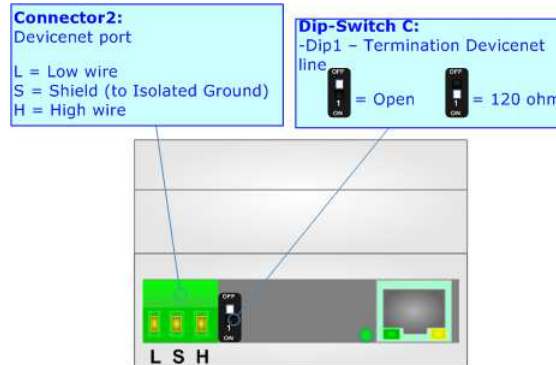 Connector2:
Devicenet port
L = Low wire
S = Shield (to Isolated Ground)
H = High wire
Dip-Switch C:
-Dip1 – Termination Devicenet
line
OFF
1
ON
= Open
OFF
1
ON
= 120 ohm
OFF
1
ON
L S H